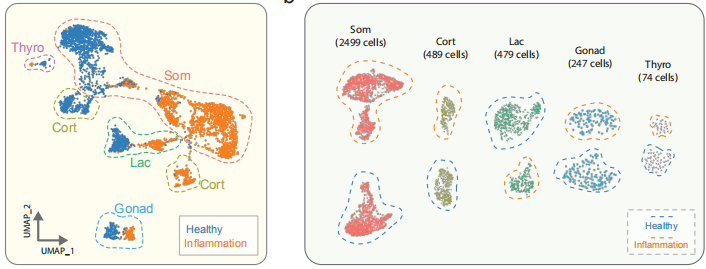 b
Thyro
Som
Cort
Lac
Cort
Gonad
UMAP_2
UMAP_1
Healthy
Inflammation
Som
(2499 cells)
Cort
(489 cells)
Lac
(479 cells)
Gonad
(247 cells)
Thyro
(74 cells)
Healthy
Inflammation